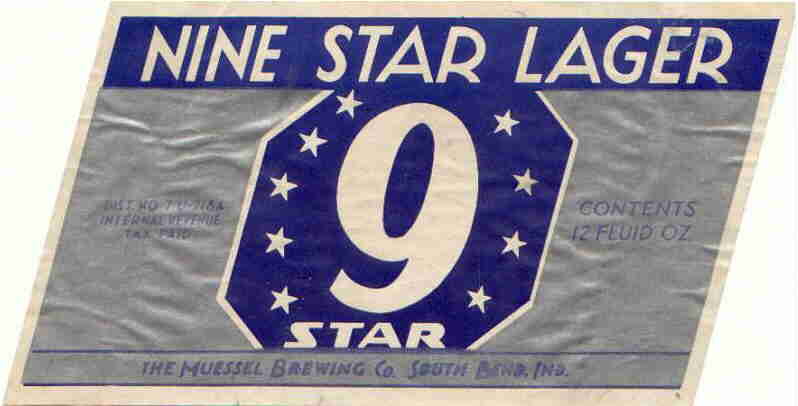 NINE STAR LAGER
9
STAR
INTERNAL REVENUE
TAX PAID
CONTENTS
12 FLUID OZ
THE MUESSEL BREWING CO. SOUTH BEND, IND.